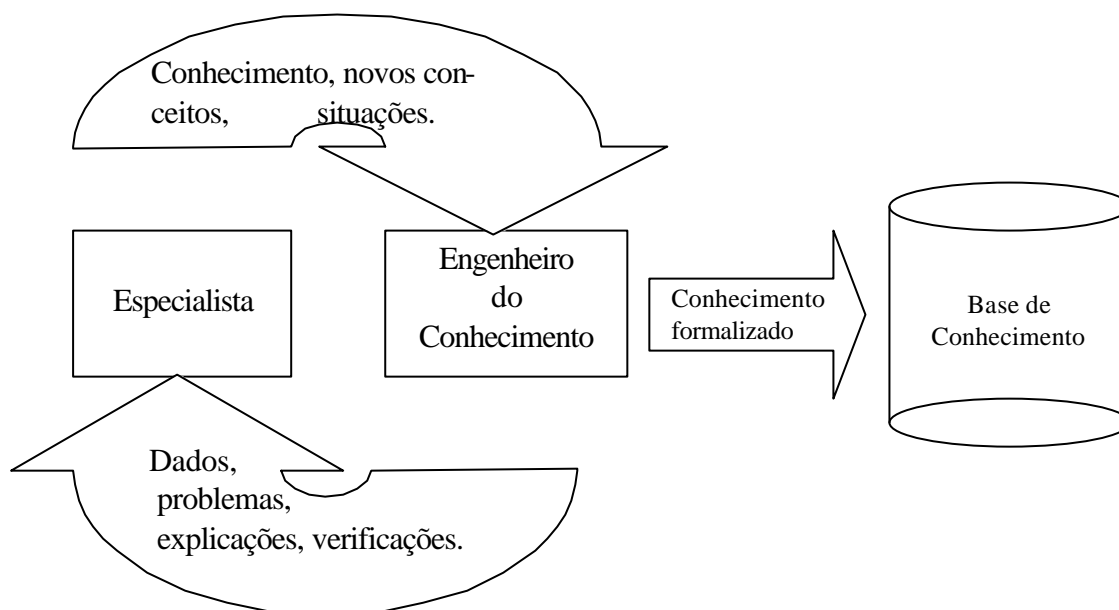 Conhecimento, novos con-
ceitos, situações.
Especialista
Engenheiro
do
Conhecimento
Conhecimento
formalizado
Base de
Conhecimento
Dados,
problemas,
explicações, verificações.